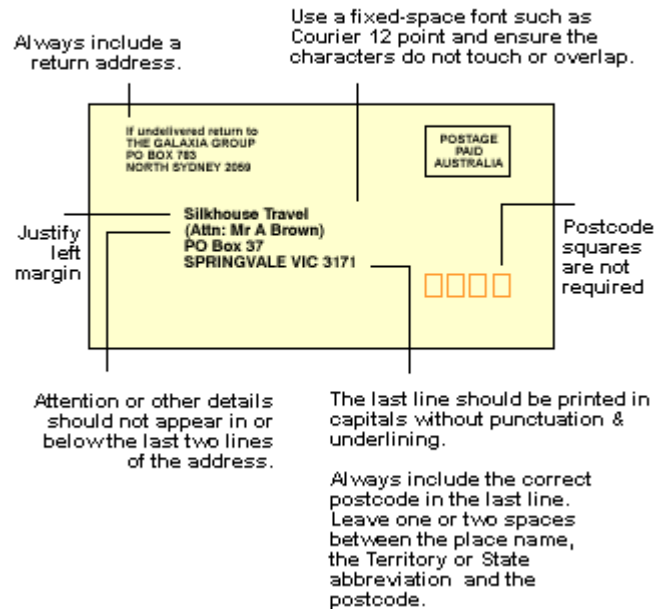 Always include a
return address.
Use a fixed-space font such as
Courier 12 point and ensure the
characters do not touch or overlap.
If undelivered return to
THE GALAXIA GROUP
PO BOX 783
NORTH SYDNEY 2059
POSTAGE
PAID
AUSTRALIA
Justify
left
margin
Silkhouse Travel
(Attn: Mr A Brown)
PO Box 37
SPRINGVALE VIC 3171
Postcode
squares
are not
required
Attention or other details
should not appear in or
below the last two lines
of the address.
The last line should be printed in
capitals without punctuation &
underlining.
Always include the correct
postcode in the last line.
Leave one or two spaces
between the place name,
the Territory or State
abbreviation and the
postcode.